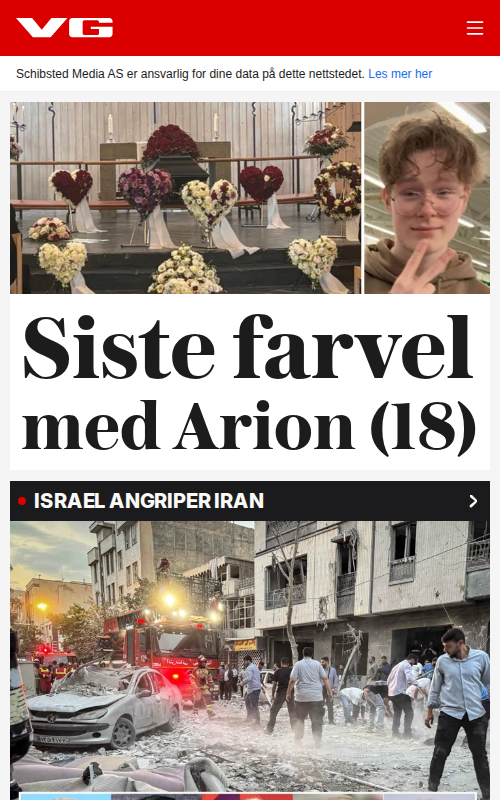 VG
Schibsted Media AS er ansvarlig for dine data på dette nettstedet. Les mer her
Siste farvel
med Arion (18)
ISRAEL ANGRIPER IRAN